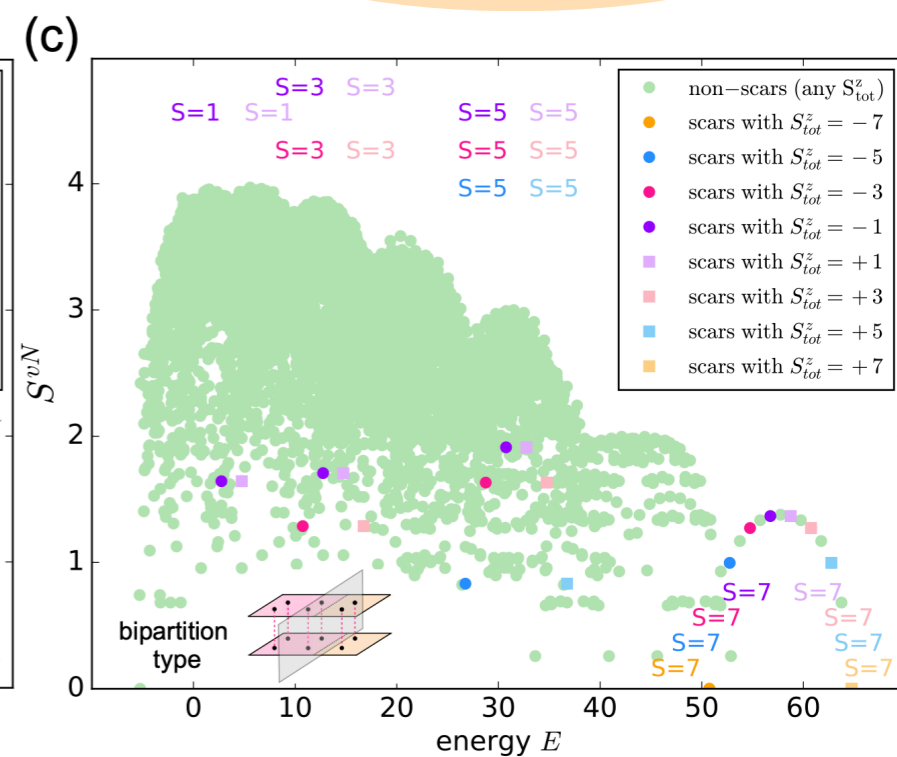 (c)
S=3 S=3
S=1 S=1
S=5 S=5
S=3 S=3
S=5 S=5
S=5 S=5
non−scars (any S^z_tot)
scars with S^z_tot = −7
scars with S^z_tot = −5
scars with S^z_tot = −3
scars with S^z_tot = −1
scars with S^z_tot = +1
scars with S^z_tot = +3
scars with S^z_tot = +5
scars with S^z_tot = +7
4
3
2
1
0
S^vN
bipartition
type
S=7 S=7
S=7 S=7
S=7 S=7
S=7 S=7
0 10 20 30 40 50 60
energy E